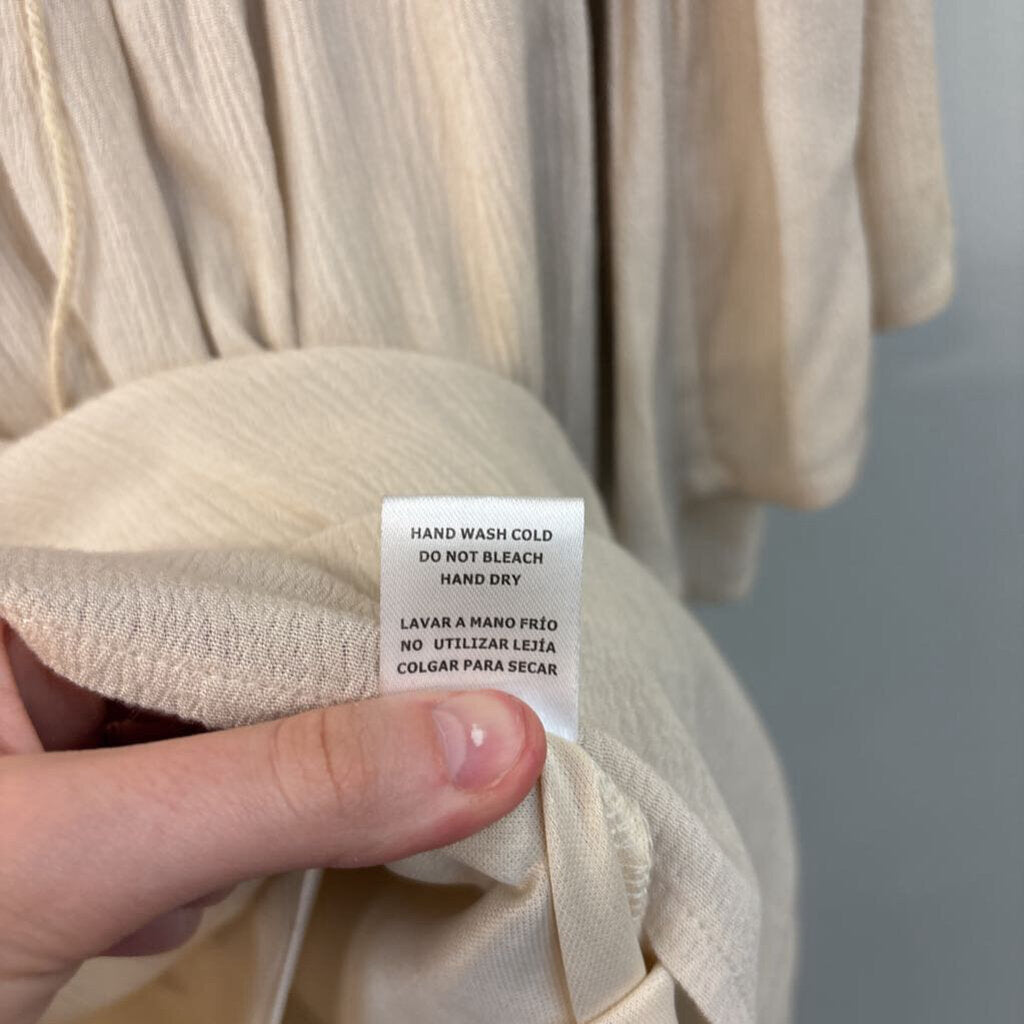 HAND WASH COLD
DO NOT BLEACH
HAND DRY
LAVAR A MANO FRÍO
NO UTILIZAR LEJÍA
COLGAR PARA SECAR